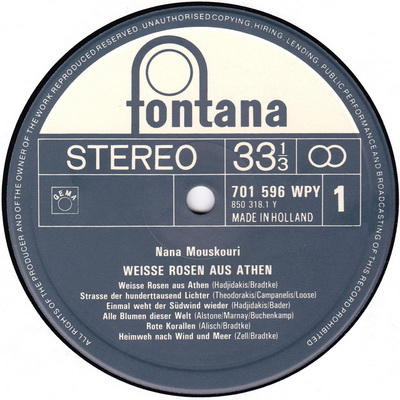 ALL RIGHTS OF THE PRODUCER AND OF THE OWNER OF THE WORK REPRODUCED RESERVED. UNAUTHORISED COPYING, HIRING, LENDING, PUBLIC PERFORMANCE AND BROADCASTING OF THIS RECORD PROHIBITED
fontana
STEREO 33 1/3
GEMA
701 596 WPY 1
850 318.1 Y
MADE IN HOLLAND
Nana Mouskouri
WEISSE ROSEN AUS ATHEN
Weisse Rosen aus Athen (Hadjidakis/Bradtke)
Strasse der hunderttausend Lichter (Theodorakis/Campanelis/Loose)
Einmal weht der Südwind wieder (Hadjidakis/Bader)
Alle Blumen dieser Welt (Alstone/Marnay/Buchenkamp)
Rote Korallen (Alisch/Bradtke)
Heimweh nach Wind und Meer (Zell/Bradtke)